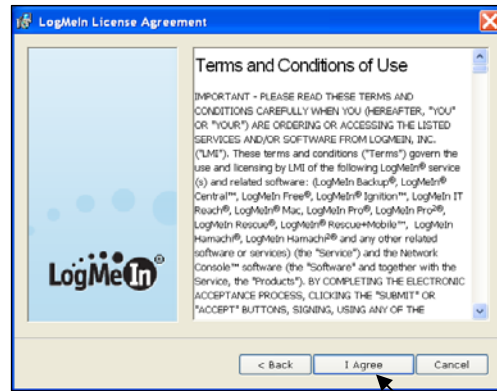 LogMeIn License Agreement
Terms and Conditions of Use
IMPORTANT - PLEASE READ THESE TERMS AND
CONDITIONS CAREFULLY WHEN YOU (HEREAFTER, "YOU"
OR "YOUR") ARE ORDERING OR ACCESSING THE LISTED
SERVICES AND/OR SOFTWARE FROM LOGMEIN, INC.
("LMI"). These terms and conditions ("Terms") govern the
use and licensing by LMI of the following LogMeIn® service
(s) and related software: (LogMeIn Backup®, LogMeIn®
Central™, LogMeIn Free®, LogMeIn® Ignition™, LogMeIn IT
Reach®, LogMeIn® Mac, LogMeIn Pro®, LogMeIn Pro²®,
LogMeIn Rescue®, LogMeIn® Rescue+Mobile™, LogMeIn
Hamachi®, LogMeIn Hamachi²® and any other related
software or services) (the "Service") and the Network
Console™ software (the "Software" and together with the
Service, the "Products"). BY COMPLETING THE ELECTRONIC
ACCEPTANCE PROCESS, CLICKING THE "SUBMIT" OR
"ACCEPT" BUTTONS, SIGNING, USING ANY OF THE
LogMeIn®
< Back
I Agree
Cancel